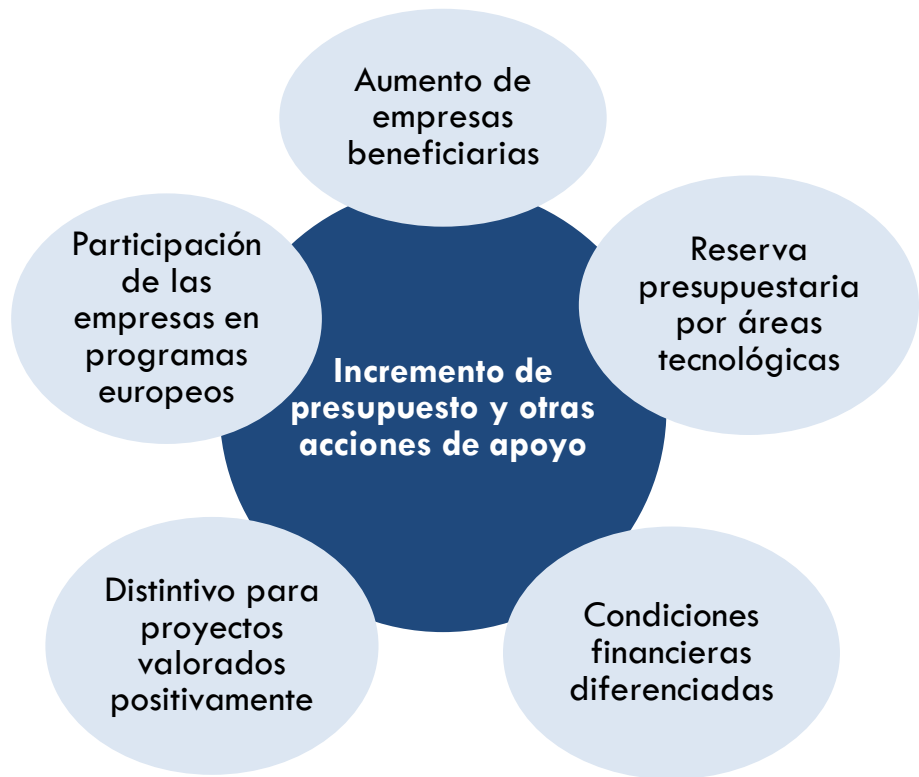 Aumento de
empresas
beneficiarias
Reserva
presupuestaria
por áreas
tecnológicas
Condiciones
financieras
diferenciadas
Distintivo para
proyectos
valorados
positivamente
Participación
de las
empresas en
programas
europeos
Incremento de
presupuesto y otras
acciones de apoyo